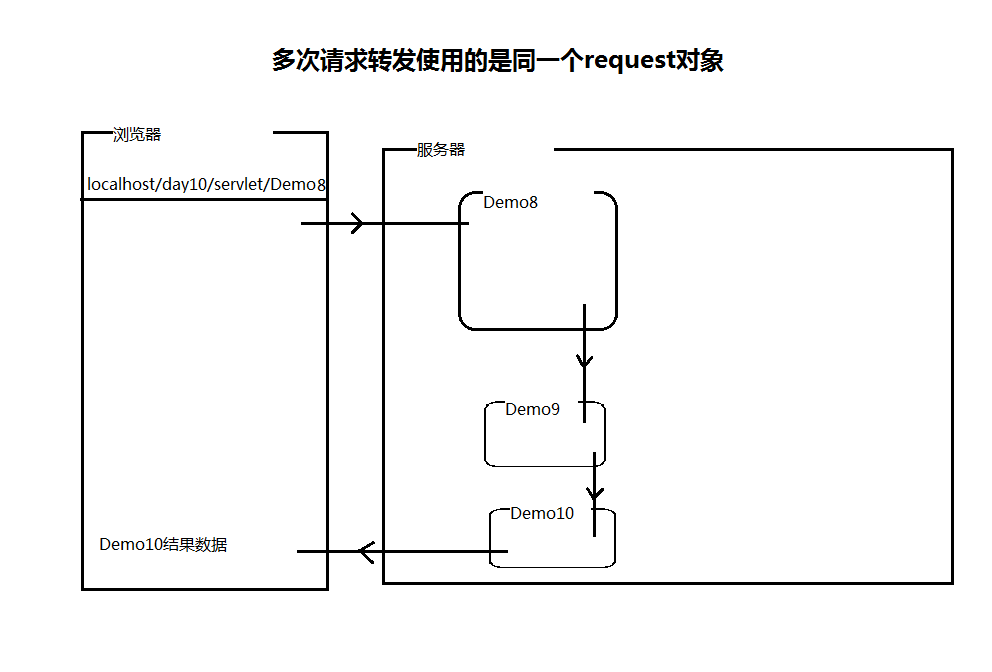 多次请求转发使用的是同一个request对象
浏览器
服务器
localhost/day10/servlet/Demo8
Demo8
Demo9
Demo10
Demo10结果数据